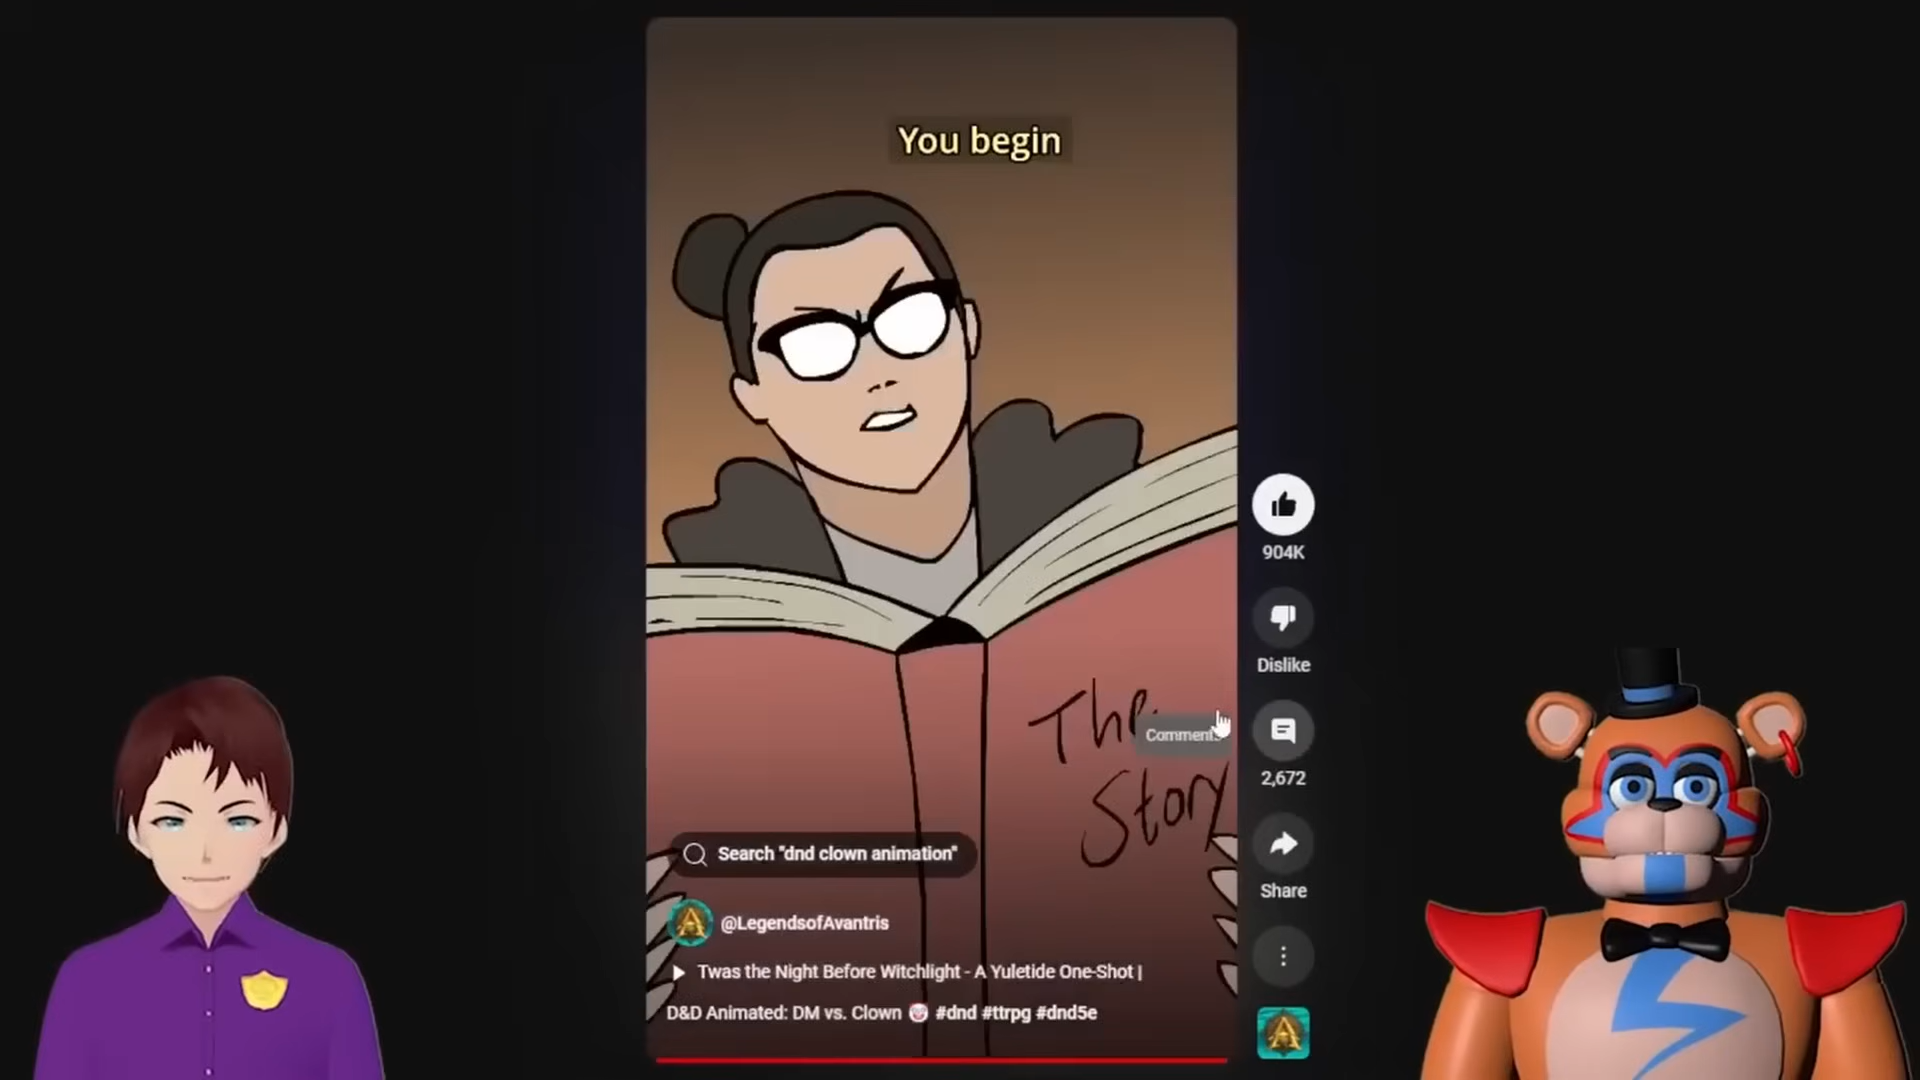 You begin
904K
Dislike
The
Comments
2,672
Story
Search "dnd clown animation"
Share
@LegendsofAvantris
Twas the Night Before Witchlight - A Yuletide One-Shot |
D&D Animated: DM vs. Clown 🤡 #dnd #ttrpg #dnd5e